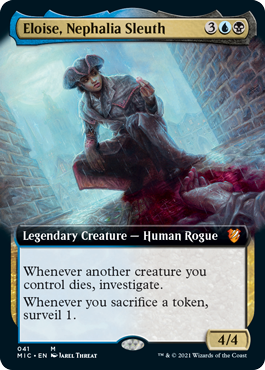 Eloise, Nephalia Sleuth 3
Legendary Creature — Human Rogue
Whenever another creature you
control dies, investigate.
Whenever you sacrifice a token,
surveil 1.
4/4
041 M
MIC • EN JAREL THREAT ™ & © 2021 Wizards of the Coast